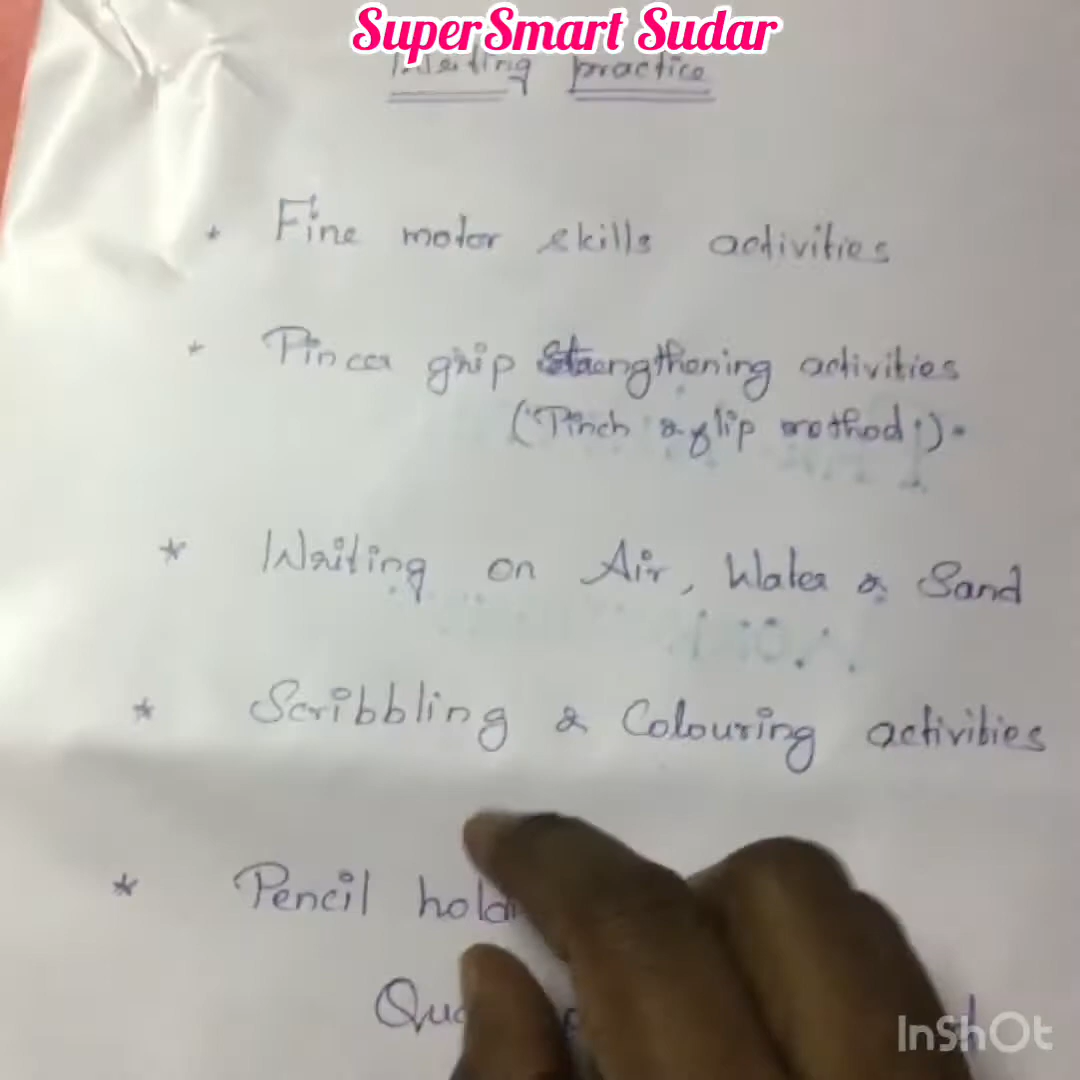 SuperSmart Sudar
Writing practice
* Fine motor skills activities
* Pincer grip strengthening activities
("Pinch & flip method")
* Writing on Air, Water & Sand
* Scribbling & Colouring activities
* Pencil
InShOt